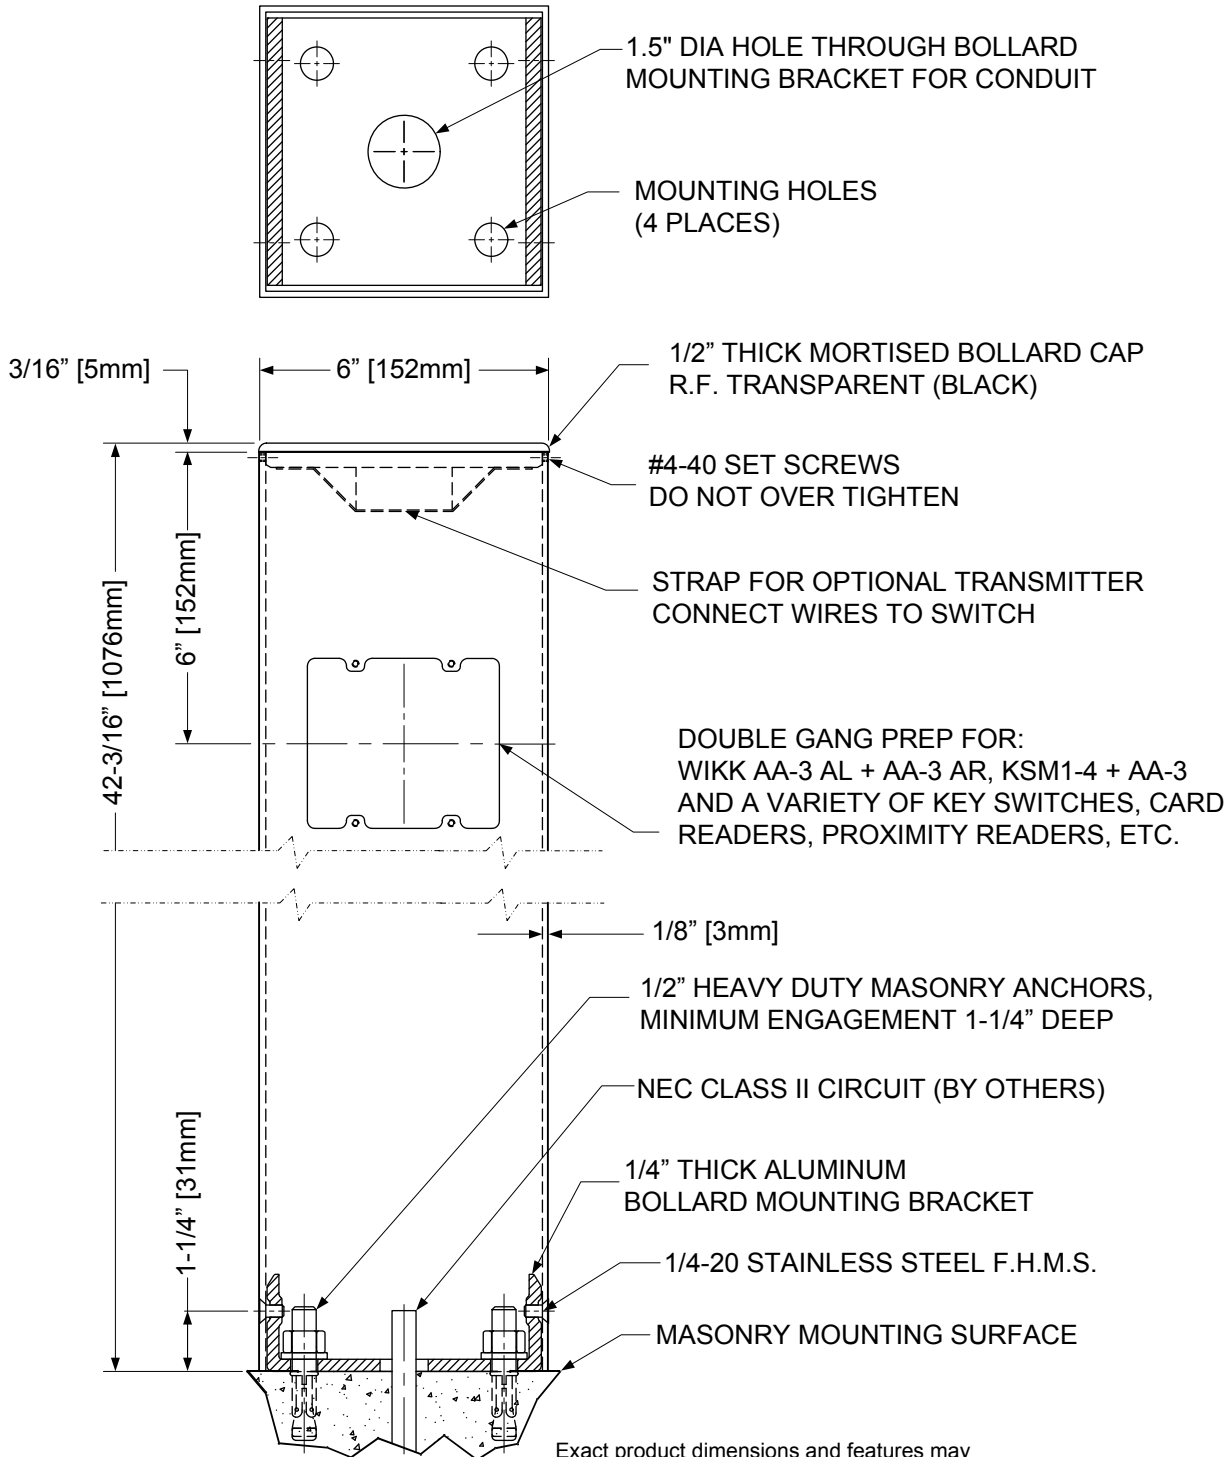 1.5" DIA HOLE THROUGH BOLLARD
MOUNTING BRACKET FOR CONDUIT
MOUNTING HOLES
(4 PLACES)
3/16” [5mm]
6” [152mm]
1/2” THICK MORTISED BOLLARD CAP
R.F. TRANSPARENT (BLACK)
#4-40 SET SCREWS
DO NOT OVER TIGHTEN
STRAP FOR OPTIONAL TRANSMITTER
CONNECT WIRES TO SWITCH
6” [152mm]
42-3/16” [1076mm]
DOUBLE GANG PREP FOR:
WIKK AA-3 AL + AA-3 AR, KSM1-4 + AA-3
AND A VARIETY OF KEY SWITCHES, CARD
READERS, PROXIMITY READERS, ETC.
1/8” [3mm]
1/2” HEAVY DUTY MASONRY ANCHORS,
MINIMUM ENGAGEMENT 1-1/4” DEEP
NEC CLASS II CIRCUIT (BY OTHERS)
1-1/4” [31mm]
1/4” THICK ALUMINUM
BOLLARD MOUNTING BRACKET
1/4-20 STAINLESS STEEL F.H.M.S.
MASONRY MOUNTING SURFACE
Exact product dimensions and features may